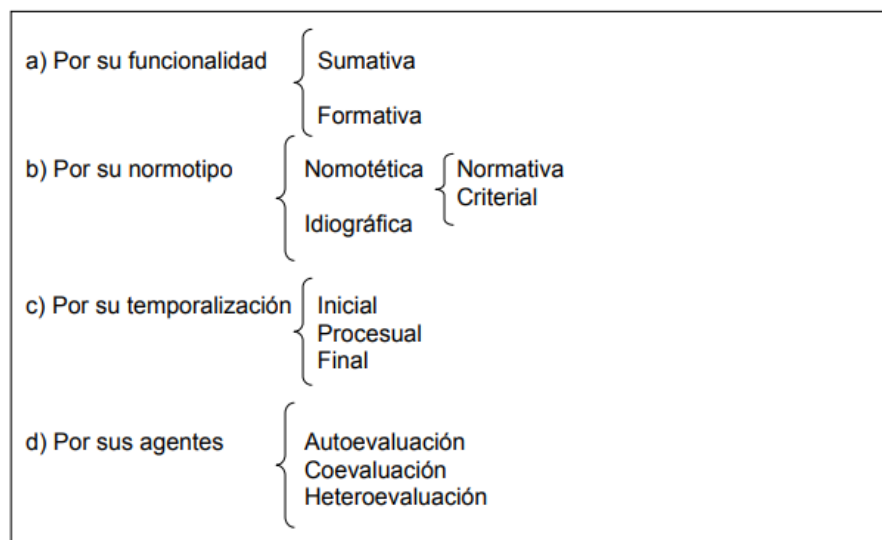 a) Por su funcionalidad Sumativa
Formativa
b) Por su normotipo Nomotética Normativa
Criterial
Idiográfica
c) Por su temporalización Inicial
Procesual
Final
d) Por sus agentes Autoevaluación
Coevaluación
Heteroevaluación